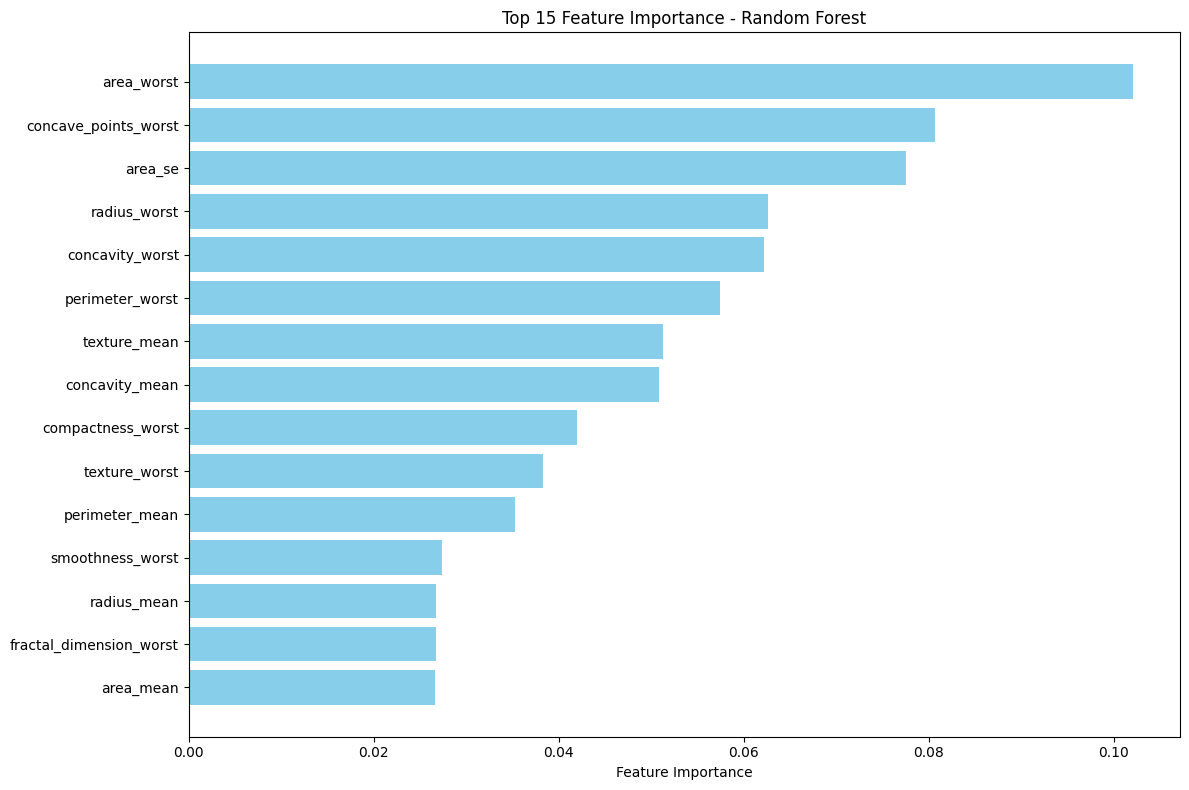 Top 15 Feature Importance - Random Forest
area_worst
concave_points_worst
area_se
radius_worst
concavity_worst
perimeter_worst
texture_mean
concavity_mean
compactness_worst
texture_worst
perimeter_mean
smoothness_worst
radius_mean
fractal_dimension_worst
area_mean
0.00 0.02 0.04 0.06 0.08 0.10
Feature Importance